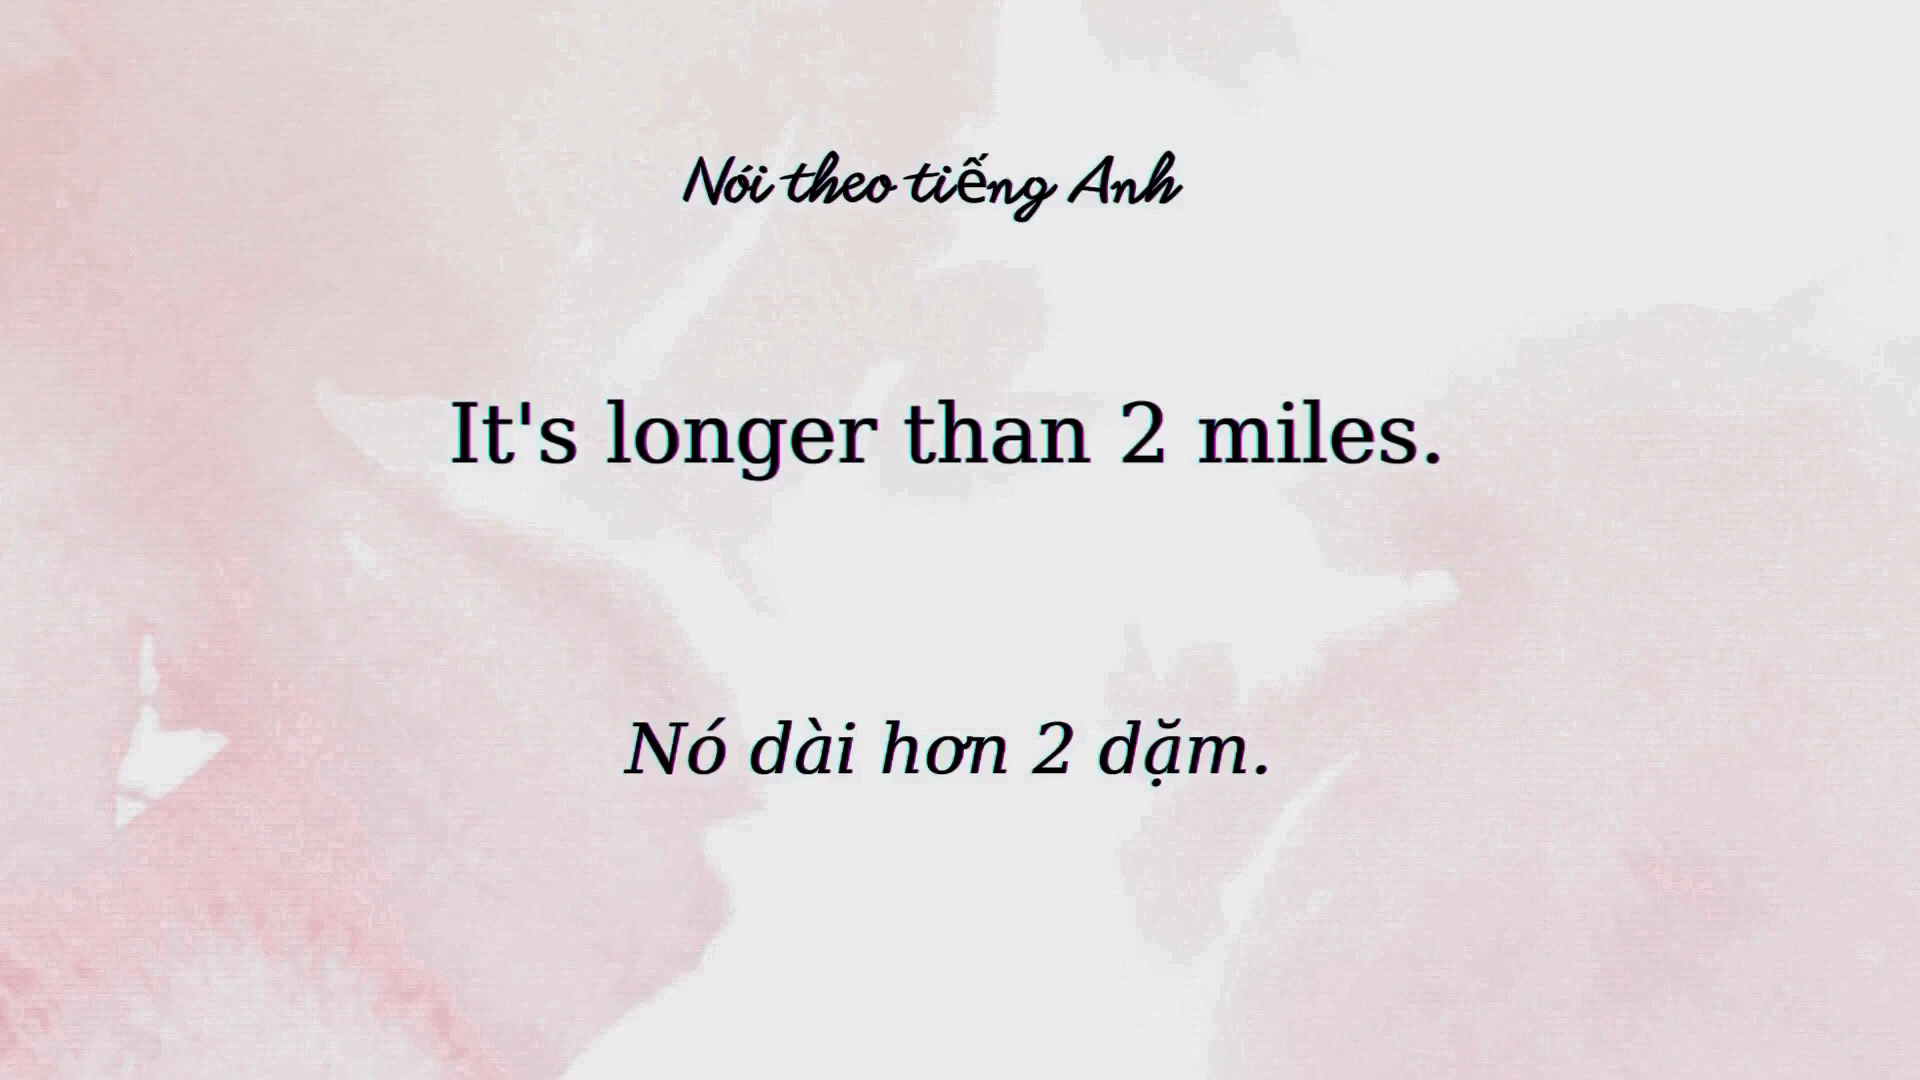 Nói theo tiếng Anh
It's longer than 2 miles.
Nó dài hơn 2 dặm.